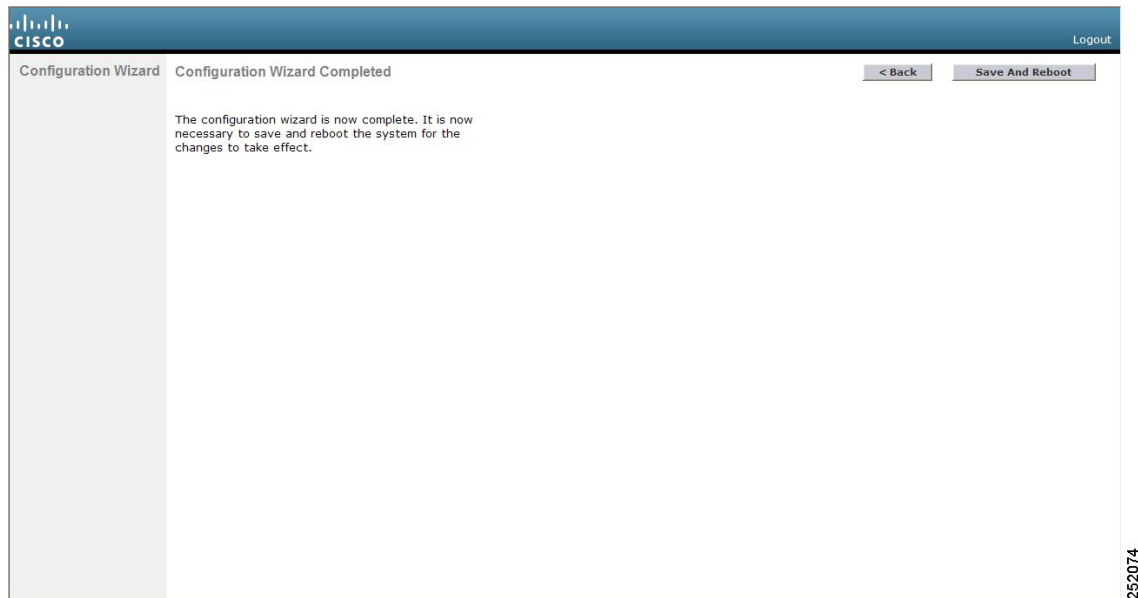 CISCO
Logout
Configuration Wizard
Configuration Wizard Completed
< Back
Save And Reboot
The configuration wizard is now complete. It is now
necessary to save and reboot the system for the
changes to take effect.
252074